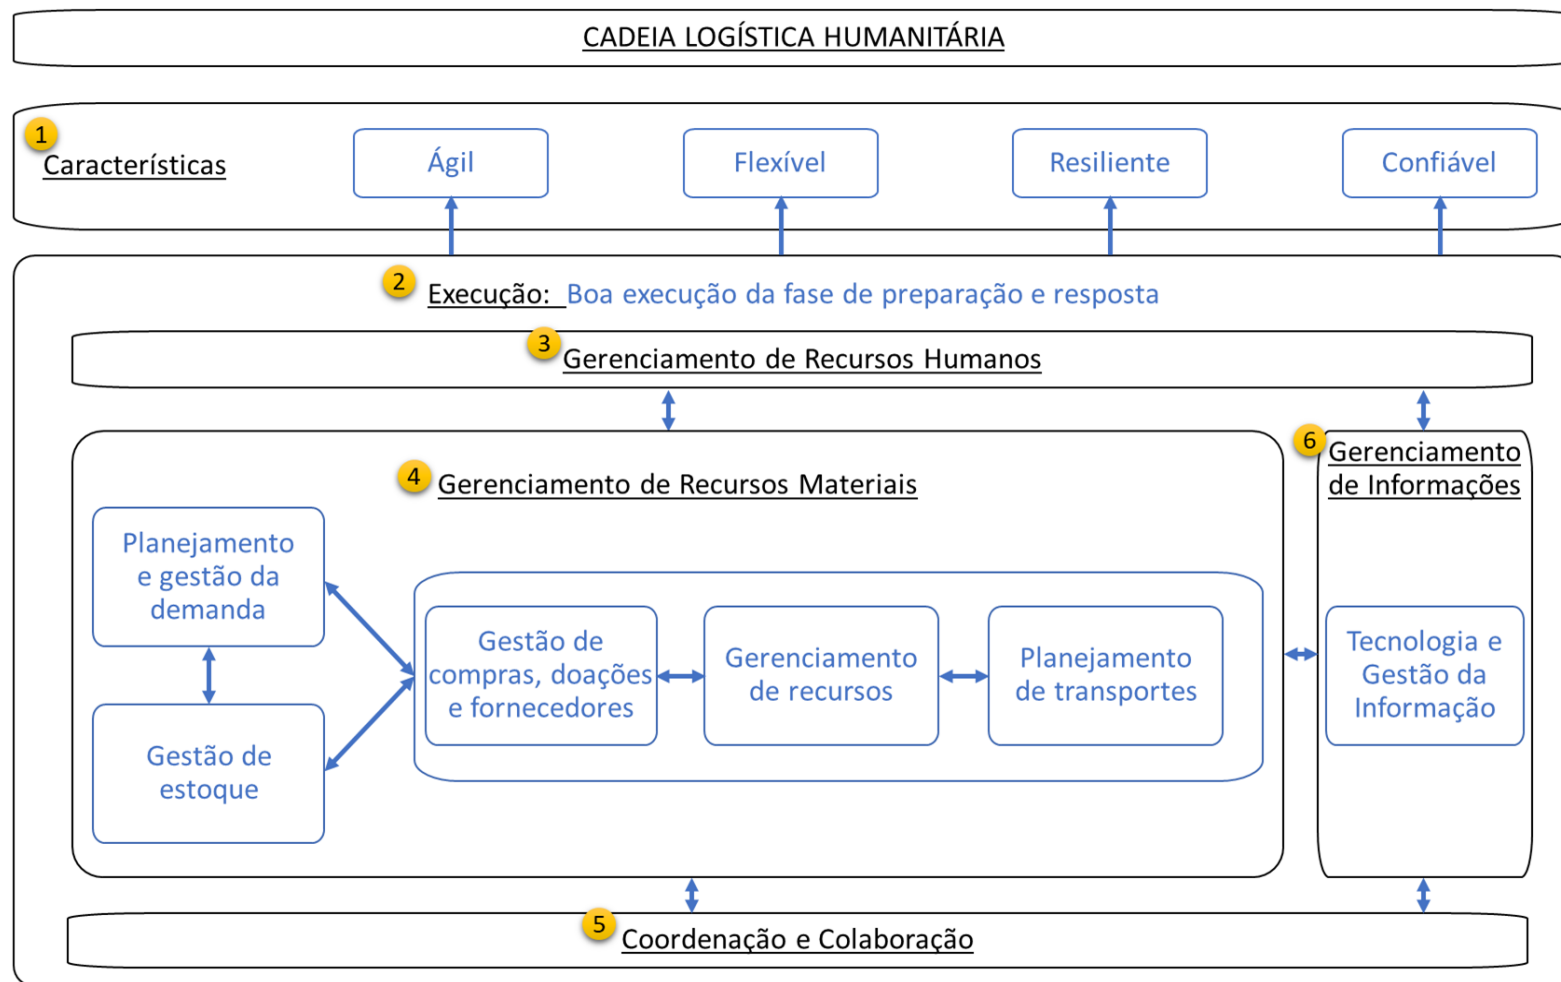 CADEIA LOGÍSTICA HUMANITÁRIA
1
Características
Ágil
Flexível
Resiliente
Confiável
2
Execução: Boa execução da fase de preparação e resposta
3
Gerenciamento de Recursos Humanos
4
Gerenciamento de Recursos Materiais
Planejamento
e gestão da
demanda
Gestão de
estoque
Gestão de
compras, doações
e fornecedores
Gerenciamento
de recursos
Planejamento
de transportes
6
Gerenciamento
de Informações
Tecnologia e
Gestão da
Informação
5
Coordenação e Colaboração